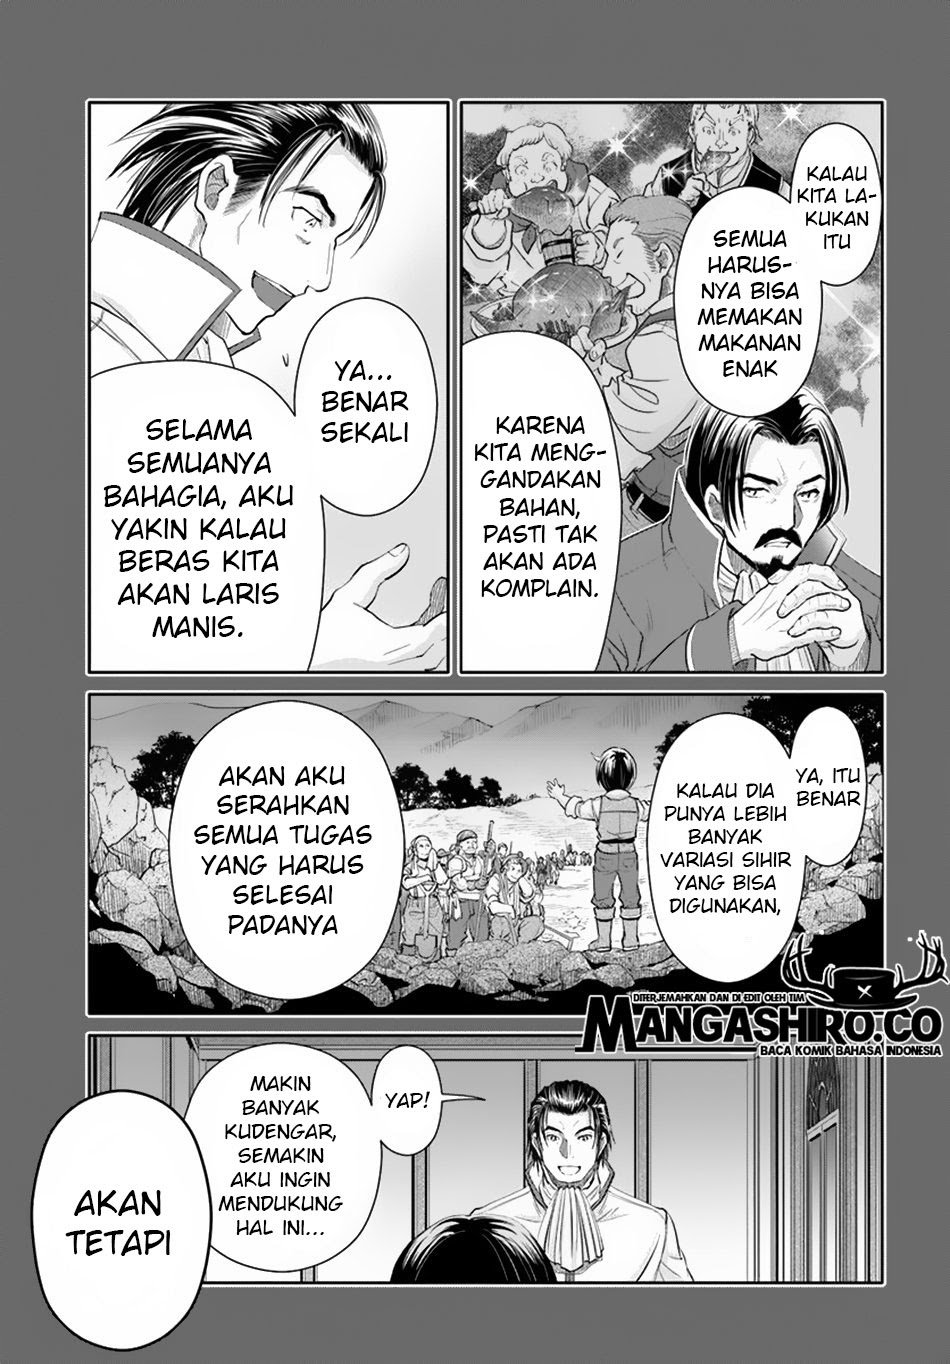 KALAU
KITA LA-
KUKAN
ITU
SEMUA
HARUS-
NYA BISA
MEMAKAN
MAKANAN
ENAK
KARENA
KITA MENG-
GANDAKAN
BAHAN,
PASTI TAK
AKAN ADA
KOMPLAIN.
YA...
BENAR
SEKALI
SELAMA
SEMUANYA
BAHAGIA, AKU
YAKIN KALAU
BERAS KITA
AKAN LARIS
MANIS.
YA, ITU
BENAR
KALAU DIA
PUNYA LEBIH
BANYAK
VARIASI SIHIR
YANG BISA
DIGUNAKAN,
AKAN AKU
SERAHKAN
SEMUA TUGAS
YANG HARUS
SELESAI
PADANYA
DITERJEMAHKAN DAN DI EDIT OLEH TIM
MANGASHIRO.CO
BACA KOMIK BAHASA INDONESIA
YAP!
MAKIN
BANYAK
KUDENGAR,
SEMAKIN
AKU INGIN
MENDUKUNG
HAL INI...
AKAN
TETAPI